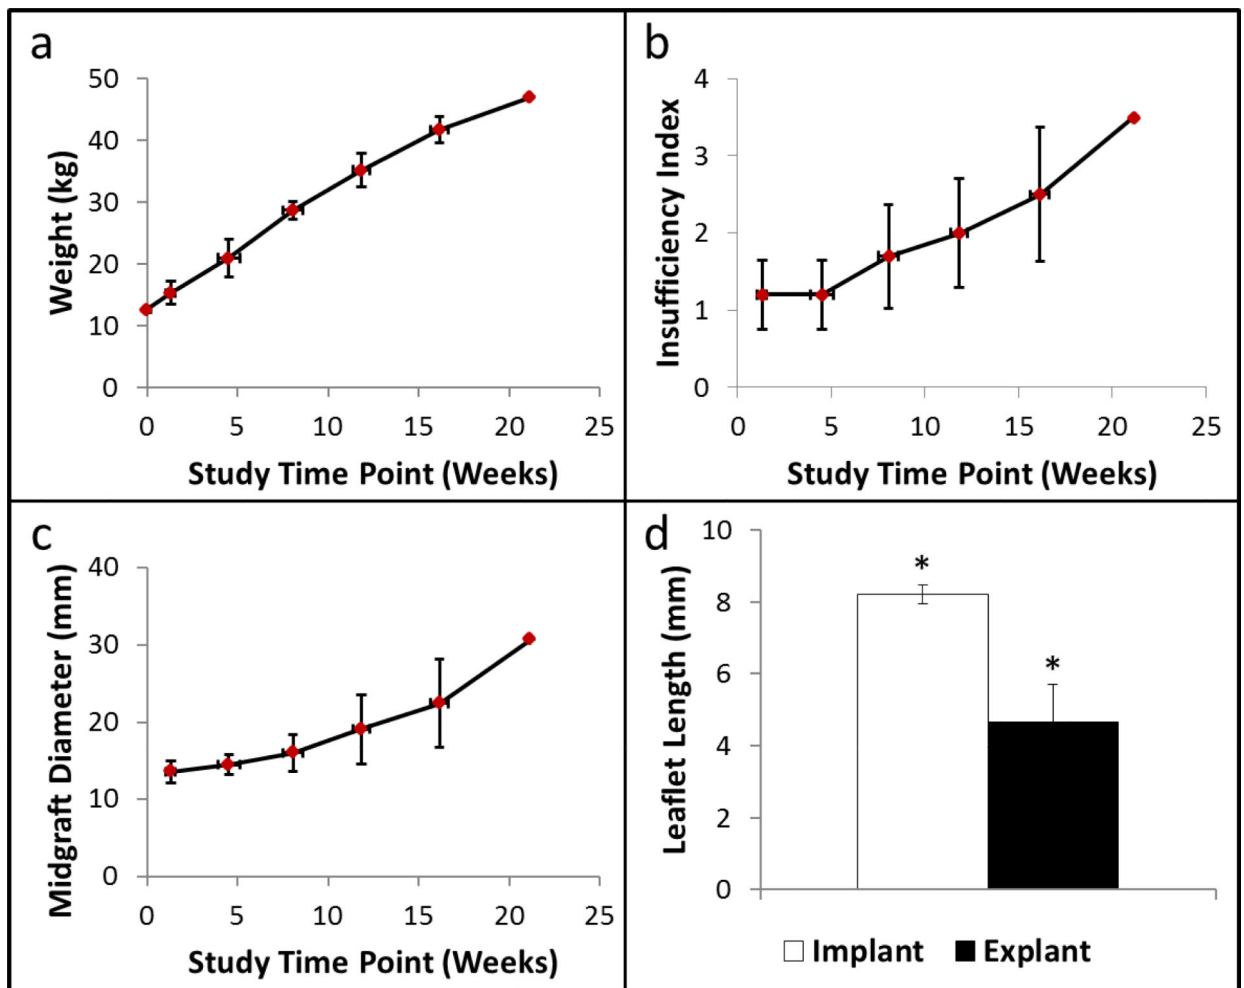 a
Weight (kg)
50
40
30
20
10
0
0 5 10 15 20 25
Study Time Point (Weeks)
b
Insufficiency Index
4
3
2
1
0
0 5 10 15 20 25
Study Time Point (Weeks)
c
Midgraft Diameter (mm)
40
30
20
10
0
0 5 10 15 20 25
Study Time Point (Weeks)
d
Leaflet Length (mm)
10
8
6
4
2
0
*
*
Implant Explant